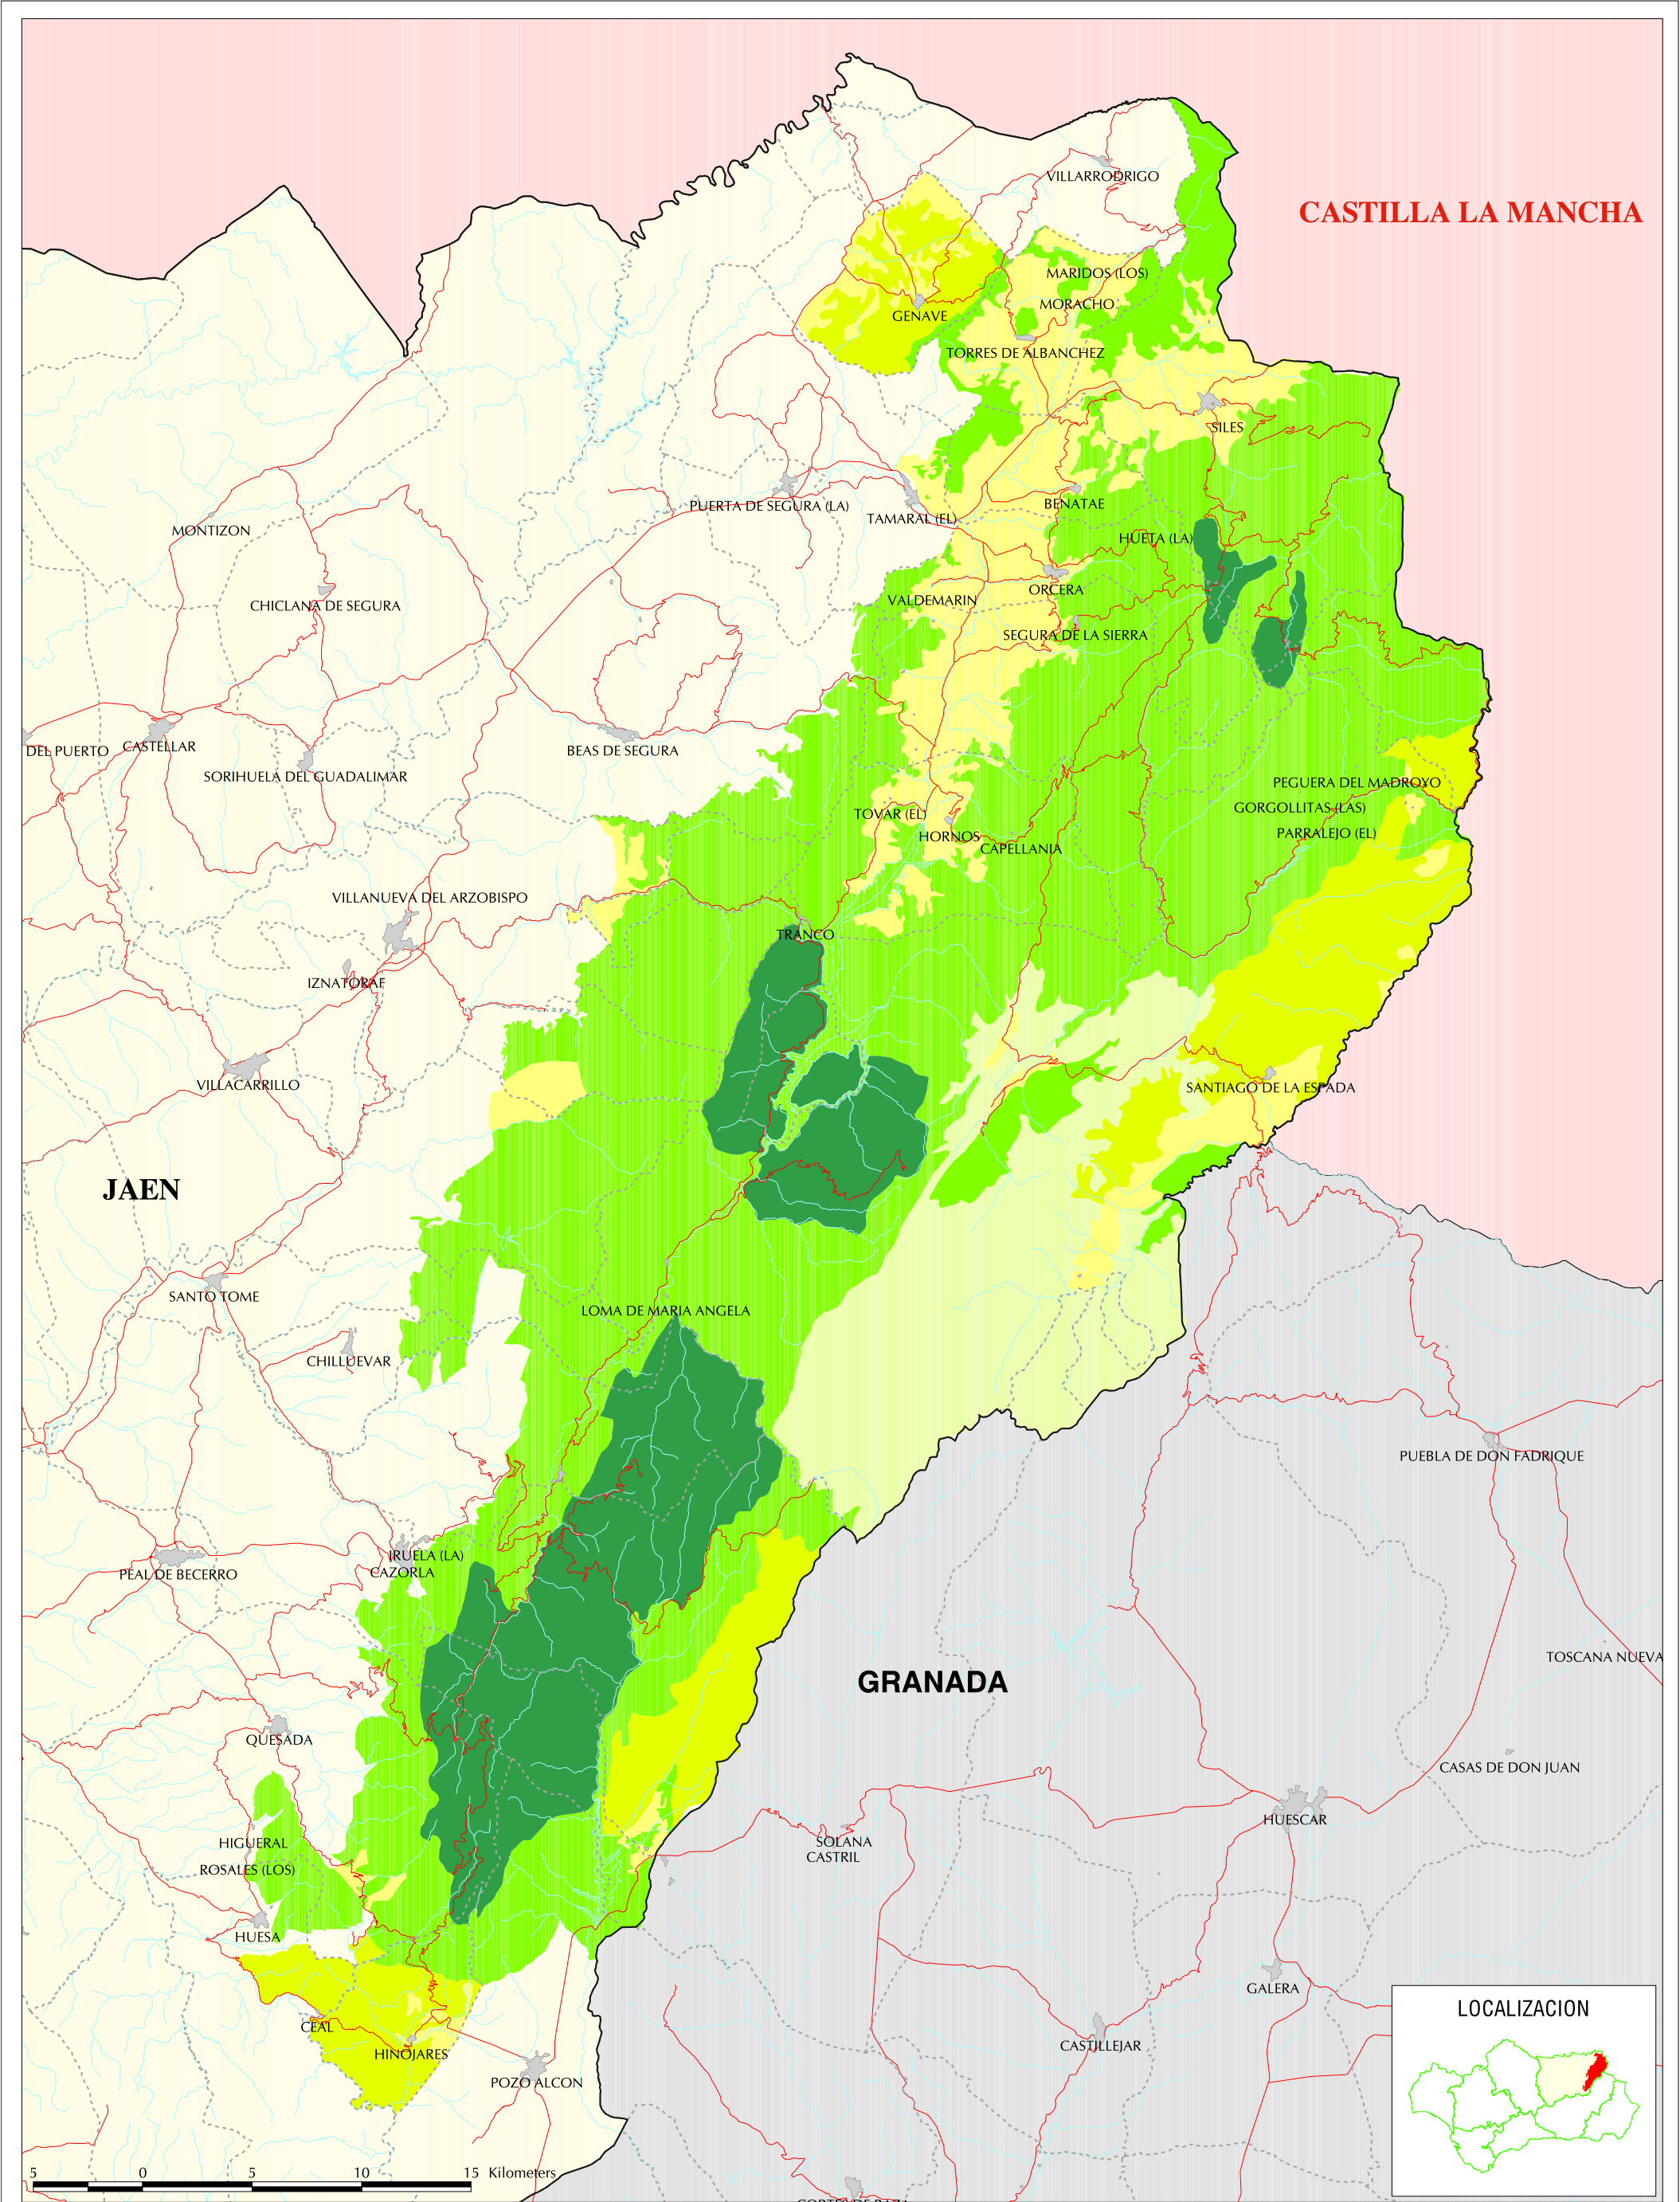 VILLARRODRIGO
CASTILLA LA MANCHA
MARIDOS (LOS)
MORACHO
GENAVE
TORRES DE ALBANCHEZ
SILES
PUERTA DE SEGURA (LA)
BENATAE
TAMARAL (EL)
MONTIZON
HUETA (LA)
ORCERA
VALDEMARIN
CHICLANA DE SEGURA
SEGURA DE LA SIERRA
DEL PUERTO
CASTELLAR
BEAS DE SEGURA
SORIHUELA DEL GUADALIMAR
PEGUERA DEL MADROYO
GORGOLLITAS (LAS)
TOVAR (EL)
PARRALEJO (EL)
HORNOS
CAPELLANIA
VILLANUEVA DEL ARZOBISPO
TRANCO
IZNATORAF
VILLACARRILLO
SANTIAGO DE LA ESPADA
JAEN
SANTO TOME
LOMA DE MARIA ANGELA
CHILLUEVAR
PUEBLA DE DON FADRIQUE
IRUELA (LA)
CAZORLA
PEAL DE BECERRO
TOSCANA NUEVA
GRANADA
QUESADA
CASAS DE DON JUAN
HUESCAR
HIGUERAL
SOLANA
CASTRIL
ROSALES (LOS)
HUESA
GALERA
LOCALIZACION
CEAL
CASTILLEJAR
HINOJARES
POZO ALCON
5 0 5 10 15 Kilometers